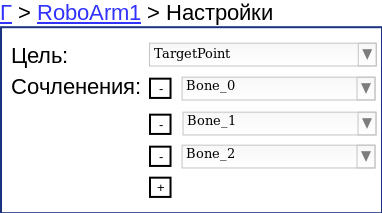 Г > RoboArm1 > Настройки
Цель: TargetPoint
Сочленения: - Bone_0
- Bone_1
- Bone_2
+